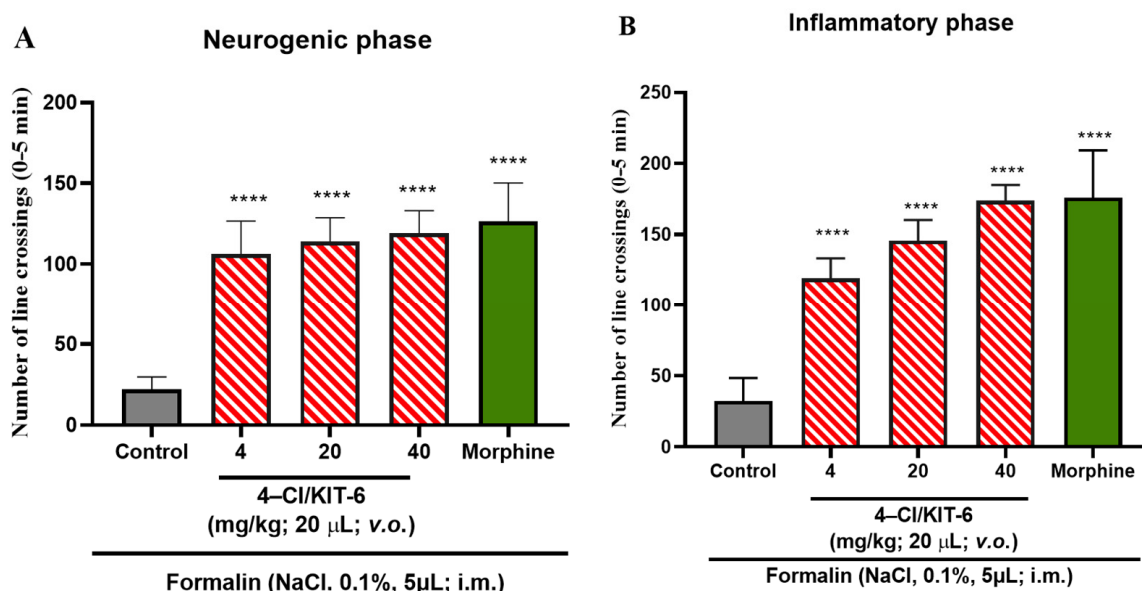 A
Neurogenic phase
Number of line crossings (0-5 min)
200
150
100
50
0
****
****
****
****
Control
4
20
40
Morphine
4–Cl/KIT-6
(mg/kg; 20 µL; v.o.)
Formalin (NaCl. 0.1%, 5µL; i.m.)
B
Inflammatory phase
Number of line crossings (0-5 min)
250
200
150
100
50
0
****
****
****
****
Control
4
20
40
Morphine
4–Cl/KIT-6
(mg/kg; 20 µL; v.o.)
Formalin (NaCl, 0.1%, 5µL; i.m.)